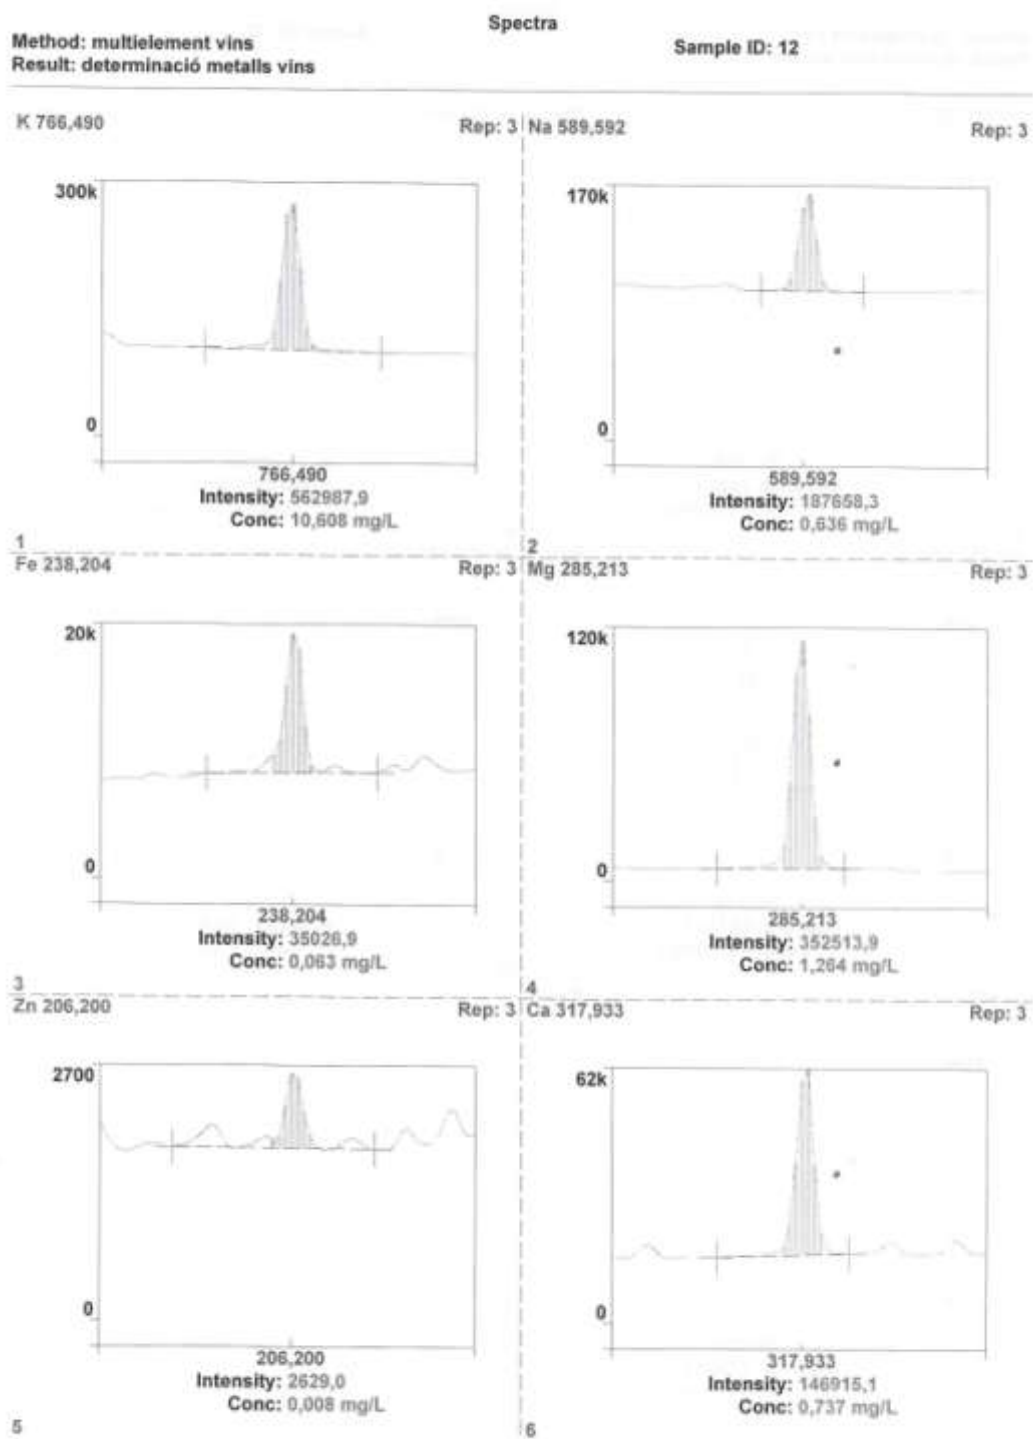 Spectra
Method: multielement vins
Sample ID: 12
Result: determinació metalls vins
K 766,490
Rep: 3
300k
0
766,490
Intensity: 562987,9
Conc: 10,608 mg/L
1
Na 589,592
Rep: 3
170k
0
589,592
Intensity: 187658,3
Conc: 0,636 mg/L
2
Fe 238,204
Rep: 3
20k
0
238,204
Intensity: 35026,9
Conc: 0,063 mg/L
3
Mg 285,213
Rep: 3
120k
0
285,213
Intensity: 352513,9
Conc: 1,264 mg/L
4
Zn 206,200
Rep: 3
2700
0
206,200
Intensity: 2629,0
Conc: 0,008 mg/L
5
Ca 317,933
Rep: 3
62k
0
317,933
Intensity: 146915,1
Conc: 0,737 mg/L
6